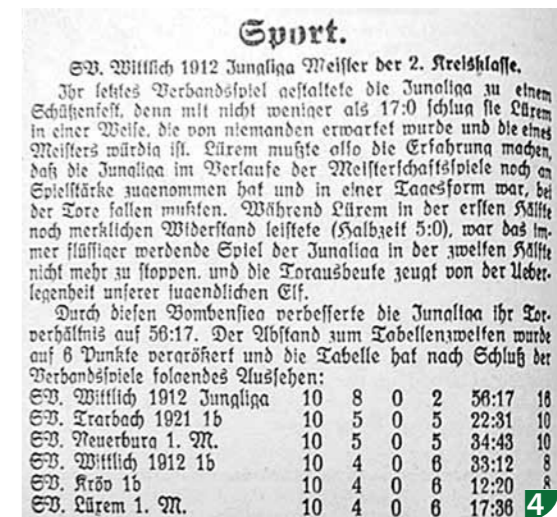 Sport.
SV. Wittlich 1912 Jungliga Meister der 2. Kreisklasse.
Ihr letztes Verbandsspiel gestaltete die Jungliga zu einem
Schützenfest, denn mit nicht weniger als 17:0 schlug sie Lüxem
in einer Weise, die von niemanden erwartet wurde und die eines
Meisters würdig ist. Lüxem mußte also die Erfahrung machen,
daß die Jungliga im Verlaufe der Meisterschaftsspiele noch an
Spielstärke zugenommen hat und in einer Tagesform war, bei
der Tore fallen mußten. Während Lüxem in der ersten Hälfte
noch merklichen Widerstand leistete (Halbzeit 5:0), war das im-
mer flüssiger werdende Spiel der Jungliga in der zweiten Hälfte
nicht mehr zu stoppen, und die Torausbeute zeugt von der Ueber-
legenheit unserer jugendlichen Elf.
Durch diesen Bombensieg verbesserte die Jungliga ihr Tor-
verhältnis auf 56:17. Der Abstand zum Tabellenzweiten wurde
auf 6 Punkte vergrößert und die Tabelle hat nach Schluß der
Verbandsspiele folgendes Aussehen:
SV. Wittlich 1912 Jungliga 10 8 0 2 56:17 16
SV. Trarbach 1921 1b 10 5 0 5 22:31 10
SV. Neuerburg 1. M. 10 5 0 5 34:43 10
SV. Wittlich 1912 1b 10 4 0 6 33:12 8
SV. Kröv 1b 10 4 0 6 12:20 8
SV. Lüxem 1. M. 10 4 0 6 17:36
4